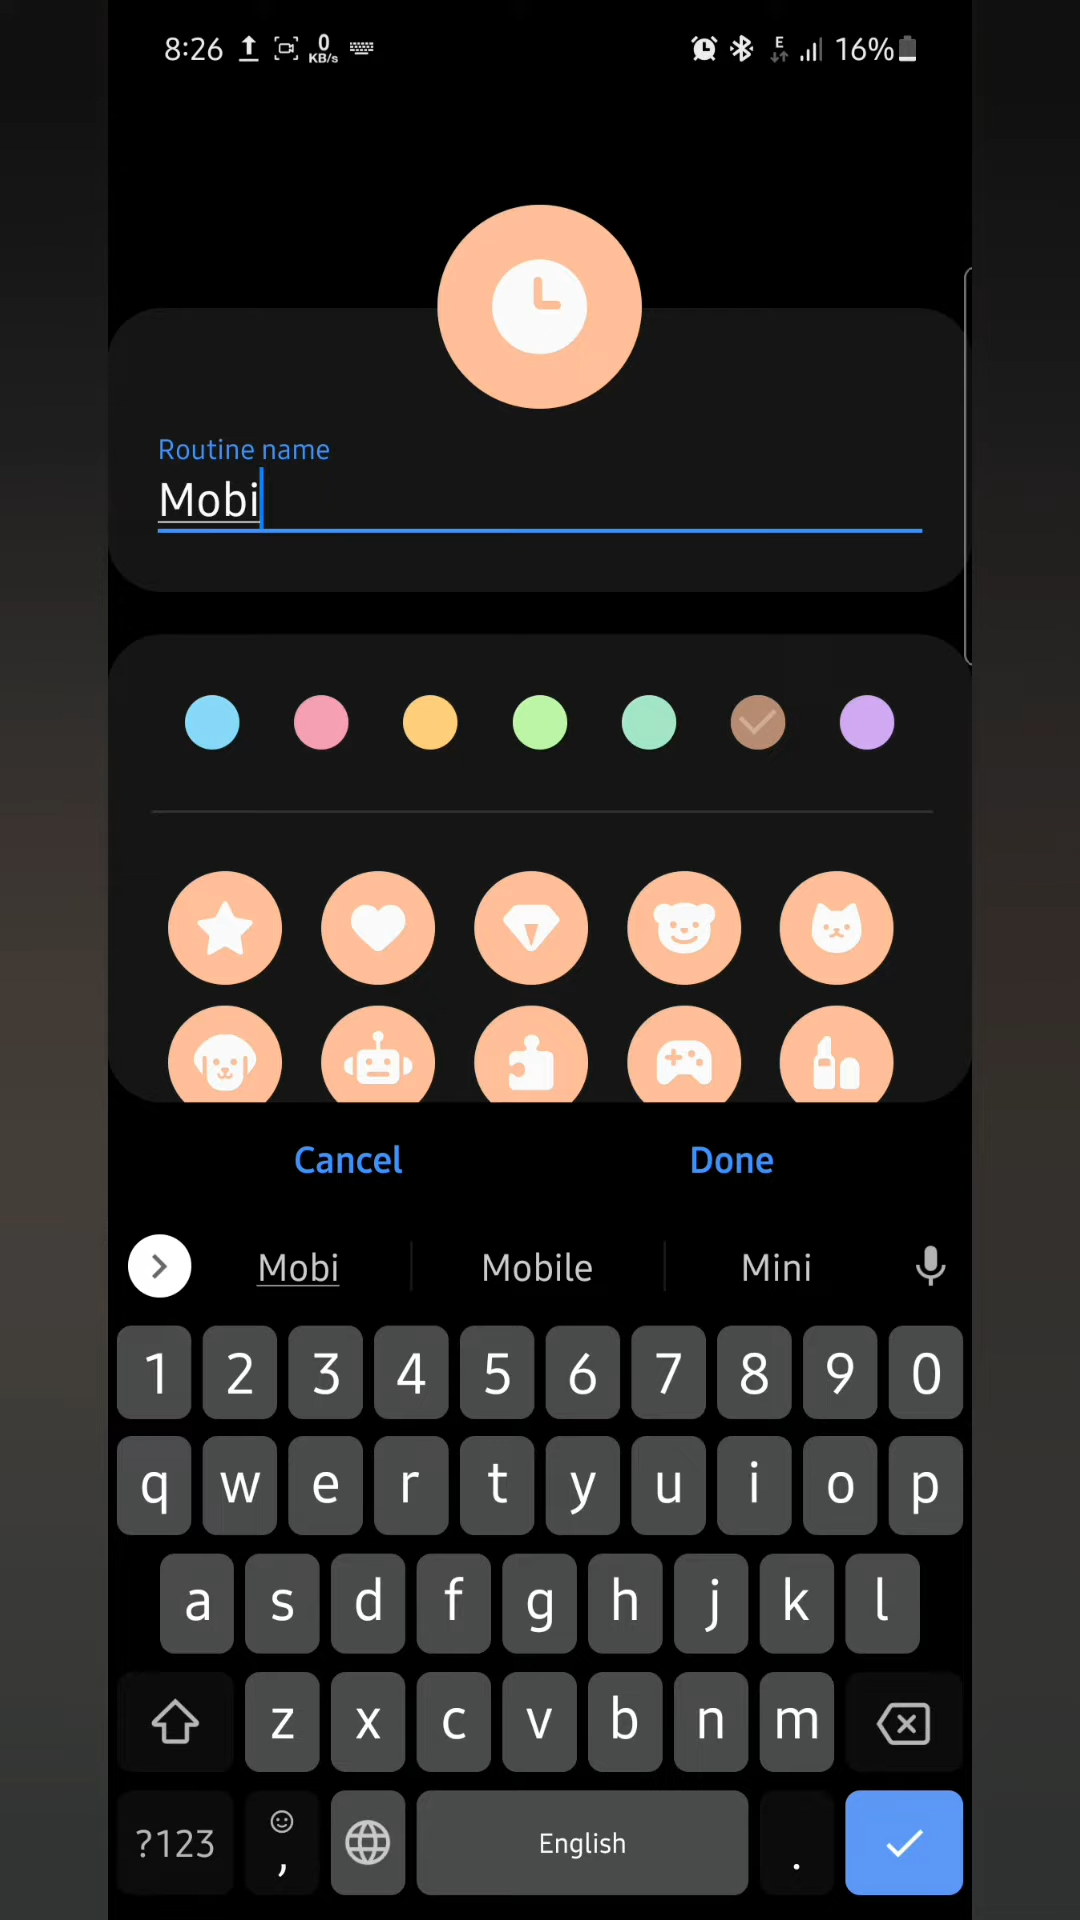 8:26 0 KB/s E 16%
Routine name
Mobi
Cancel Done
Mobi Mobile Mini
1 2 3 4 5 6 7 8 9 0
q w e r t y u i o p
a s d f g h j k l
z x c v b n m
?123 , English .